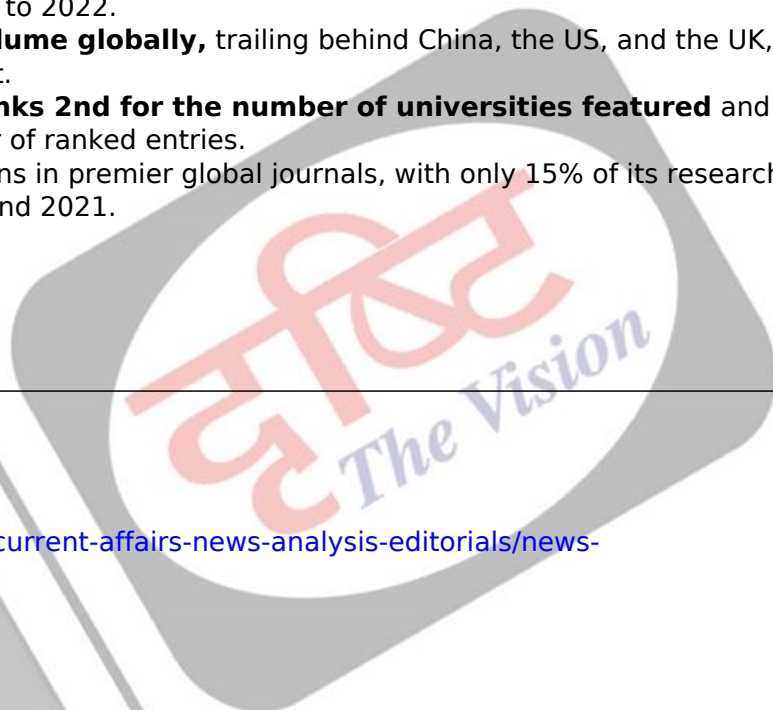 to 2022.
lume globally, trailing behind China, the US, and the UK,
t.
nks 2nd for the number of universities featured and
r of ranked entries.
ns in premier global journals, with only 15% of its research
nd 2021.
दृष्टि
The Vision
current-affairs-news-analysis-editorials/news-